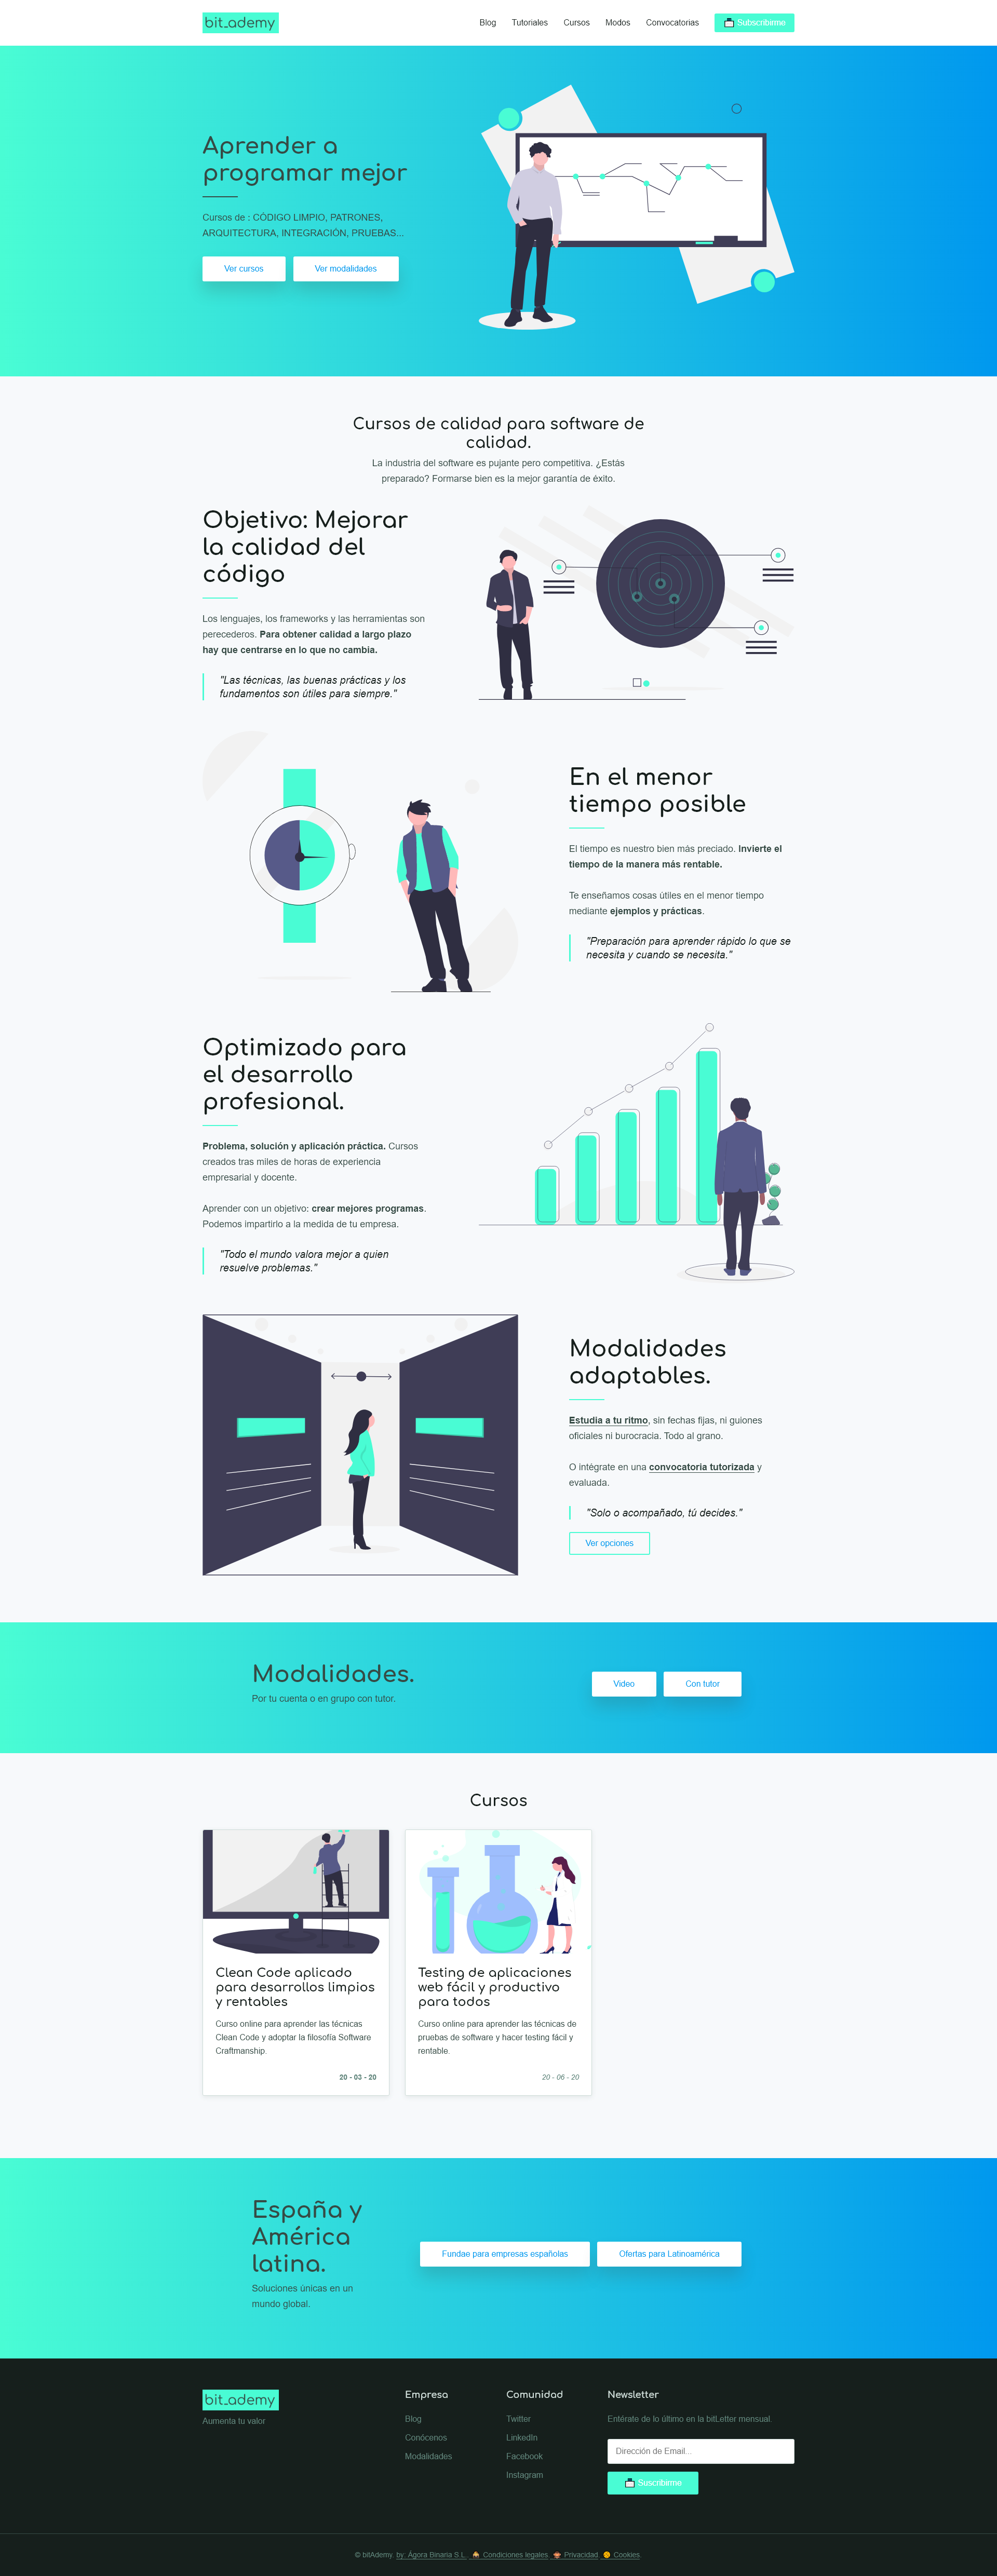 bit_ademy
Blog Tutoriales Cursos Modos Convocatorias Subscribirme
Aprender a
programar mejor
Cursos de : CÓDIGO LIMPIO, PATRONES,
ARQUITECTURA, INTEGRACIÓN, PRUEBAS...
Ver cursos
Ver modalidades
Cursos de calidad para software de
calidad.
La industria del software es pujante pero competitiva. ¿Estás
preparado? Formarse bien es la mejor garantía de éxito.
Objetivo: Mejorar
la calidad del
código
Los lenguajes, los frameworks y las herramientas son
perecederos. Para obtener calidad a largo plazo
hay que centrarse en lo que no cambia.
"Las técnicas, las buenas prácticas y los
fundamentos son útiles para siempre."
En el menor
tiempo posible
El tiempo es nuestro bien más preciado. Invierte el
tiempo de la manera más rentable.
Te enseñamos cosas útiles en el menor tiempo
mediante ejemplos y prácticas.
"Preparación para aprender rápido lo que se
necesita y cuando se necesita."
Optimizado para
el desarrollo
profesional.
Problema, solución y aplicación práctica. Cursos
creados tras miles de horas de experiencia
empresarial y docente.
Aprender con un objetivo: crear mejores programas.
Podemos impartirlo a la medida de tu empresa.
"Todo el mundo valora mejor a quien
resuelve problemas."
Modalidades
adaptables.
Estudia a tu ritmo, sin fechas fijas, ni guiones
oficiales ni burocracia. Todo al grano.
O intégrate en una convocatoria tutorizada y
evaluada.
"Solo o acompañado, tú decides."
Ver opciones
Modalidades.
Por tu cuenta o en grupo con tutor.
Video
Con tutor
Cursos
Clean Code aplicado
para desarrollos limpios
y rentables
Curso online para aprender las técnicas
Clean Code y adoptar la filosofía Software
Craftmanship.
20 - 03 - 20
Testing de aplicaciones
web fácil y productivo
para todos
Curso online para aprender las técnicas de
pruebas de software y hacer testing fácil y
rentable.
20 - 06 - 20
España y
América
latina.
Soluciones únicas en un
mundo global.
Fundae para empresas españolas
Ofertas para Latinoamérica
bit_ademy
Aumenta tu valor
Empresa
Blog
Conócenos
Modalidades
Comunidad
Twitter
LinkedIn
Facebook
Instagram
Newsletter
Entérate de lo último en la bitLetter mensual.
Dirección de Email...
Suscribirme
© bitAdemy. by: Ágora Binaria S.L. Condiciones legales. Privacidad. Cookies.